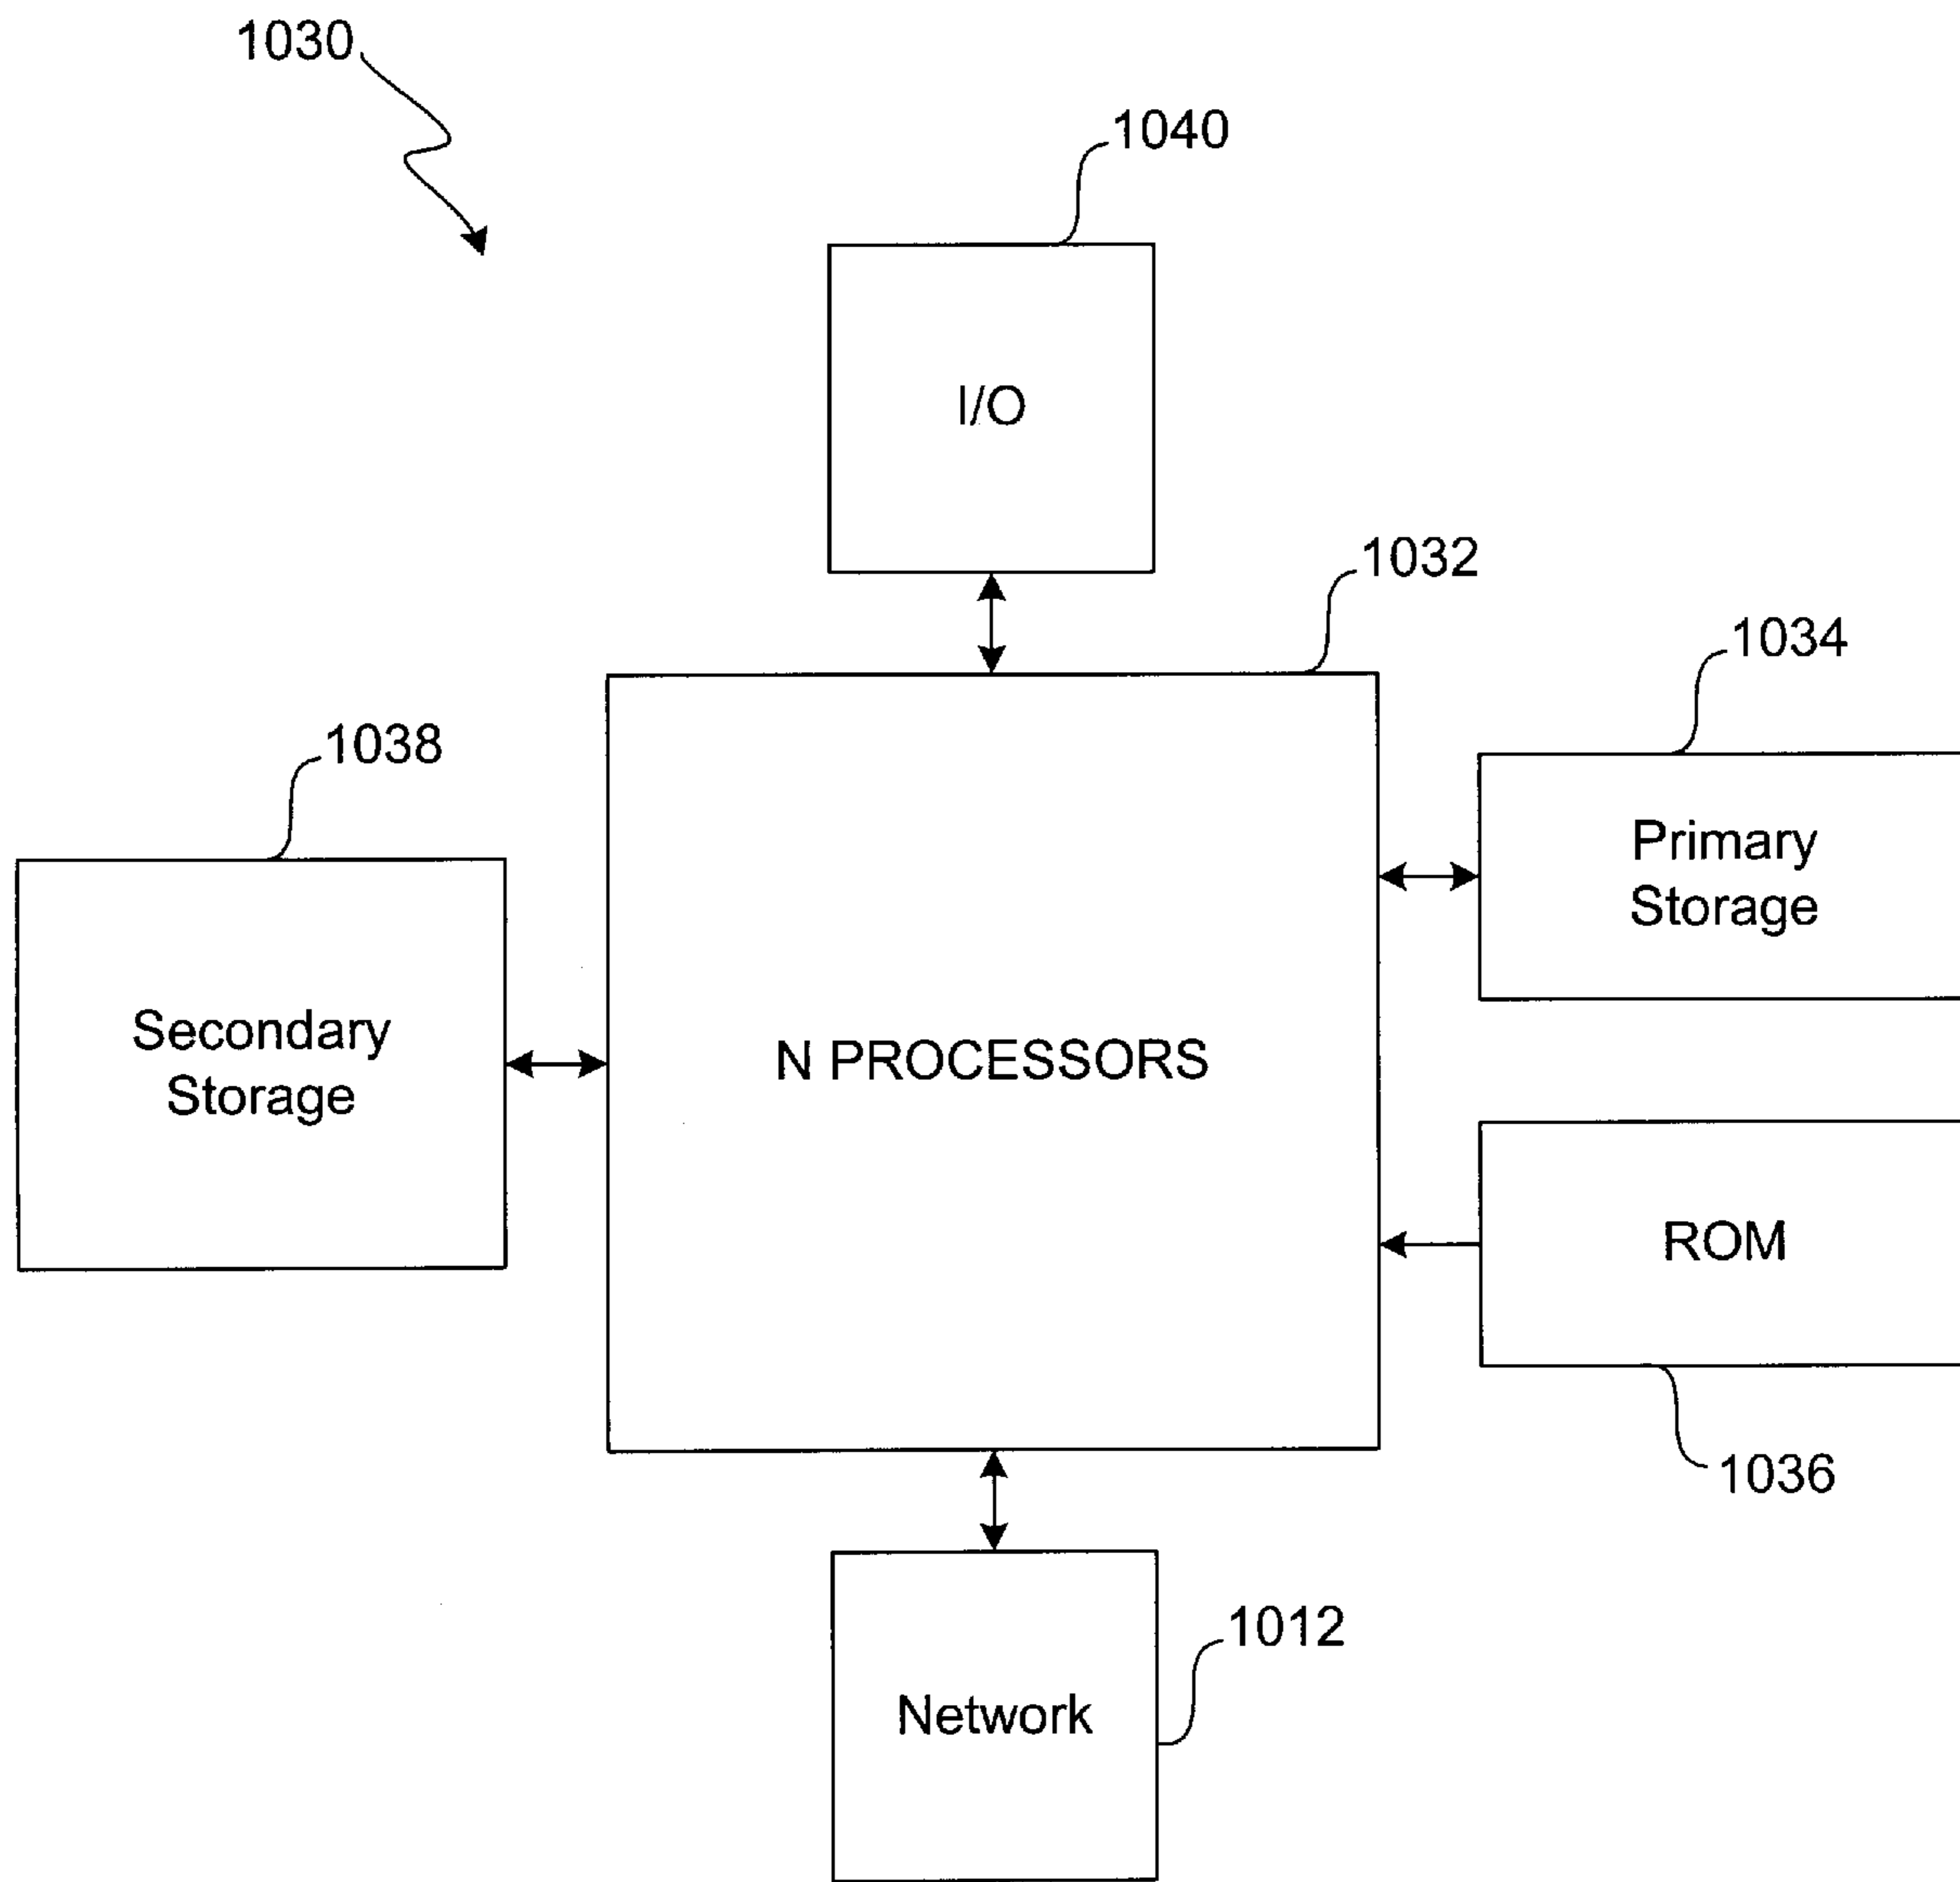 1030
1040
I/O
1032
1034
1038
Primary
Storage
Secondary
Storage
N PROCESSORS
ROM
1036
1012
Network